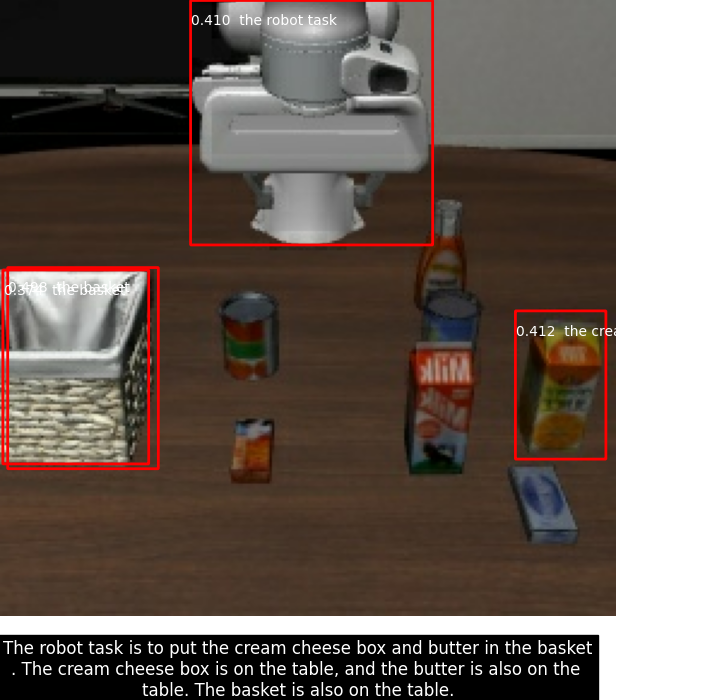 0.410 the robot task
the basket
the basket
0.412 the crea
Milk
Milk
The robot task is to put the cream cheese box and butter in the basket
. The cream cheese box is on the table, and the butter is also on the
table. The basket is also on the table.